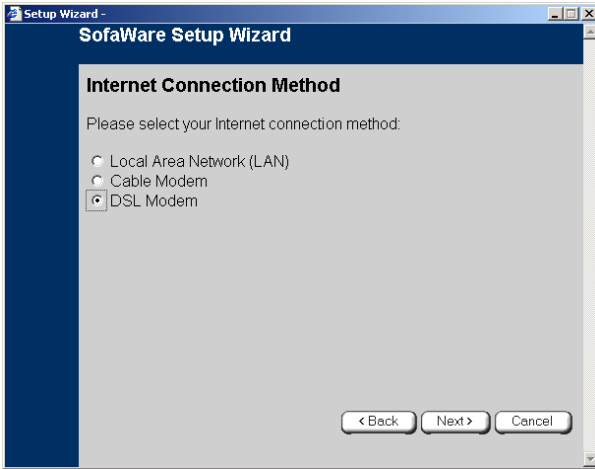 Setup Wizard -
SofaWare Setup Wizard
Internet Connection Method
Please select your Internet connection method:
Local Area Network (LAN)
Cable Modem
DSL Modem
< Back Next > Cancel